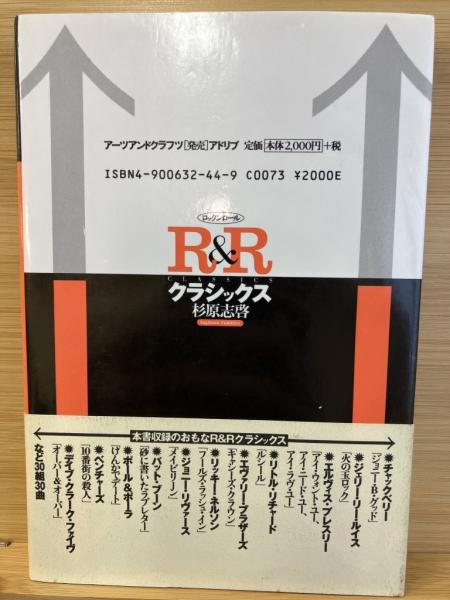 アーツアンドクラフツ[発売]アドリブ 定価 本体2,000円+税
ISBN4-900632-44-9 C0073 ¥2000E
ロックンロール
R&R
CLASSICS
クラシックス
杉原志啓
本書収録のおもなR&Rクラシックス
✺チャック・ベリー
「ジョニー・B・グッド」
✺ジェリー・リー・ルイス
「火の玉ロック」
✺エルヴィス・プレスリー
「アイ・ウォント・ユー、
アイ・ニード・ユー、
アイ・ラヴ・ユー」
✺リトル・リチャード
「ルシール」
✺エヴァリー・ブラザーズ
「キャシーズ・クラウン」
✺リッキー・ネルソン
「フールズ・ラッシュ・イン」
✺ジョニー・リヴァース
「メイビリーン」
✺パット・ブーン
「砂に書いたラブレター」
✺ポール&ポーラ
「けんかでデート」
✺ベンチャーズ
「10番街の殺人」
✺デイヴ・クラーク・ファイヴ
「オーバー&オーバー」
など30組30曲